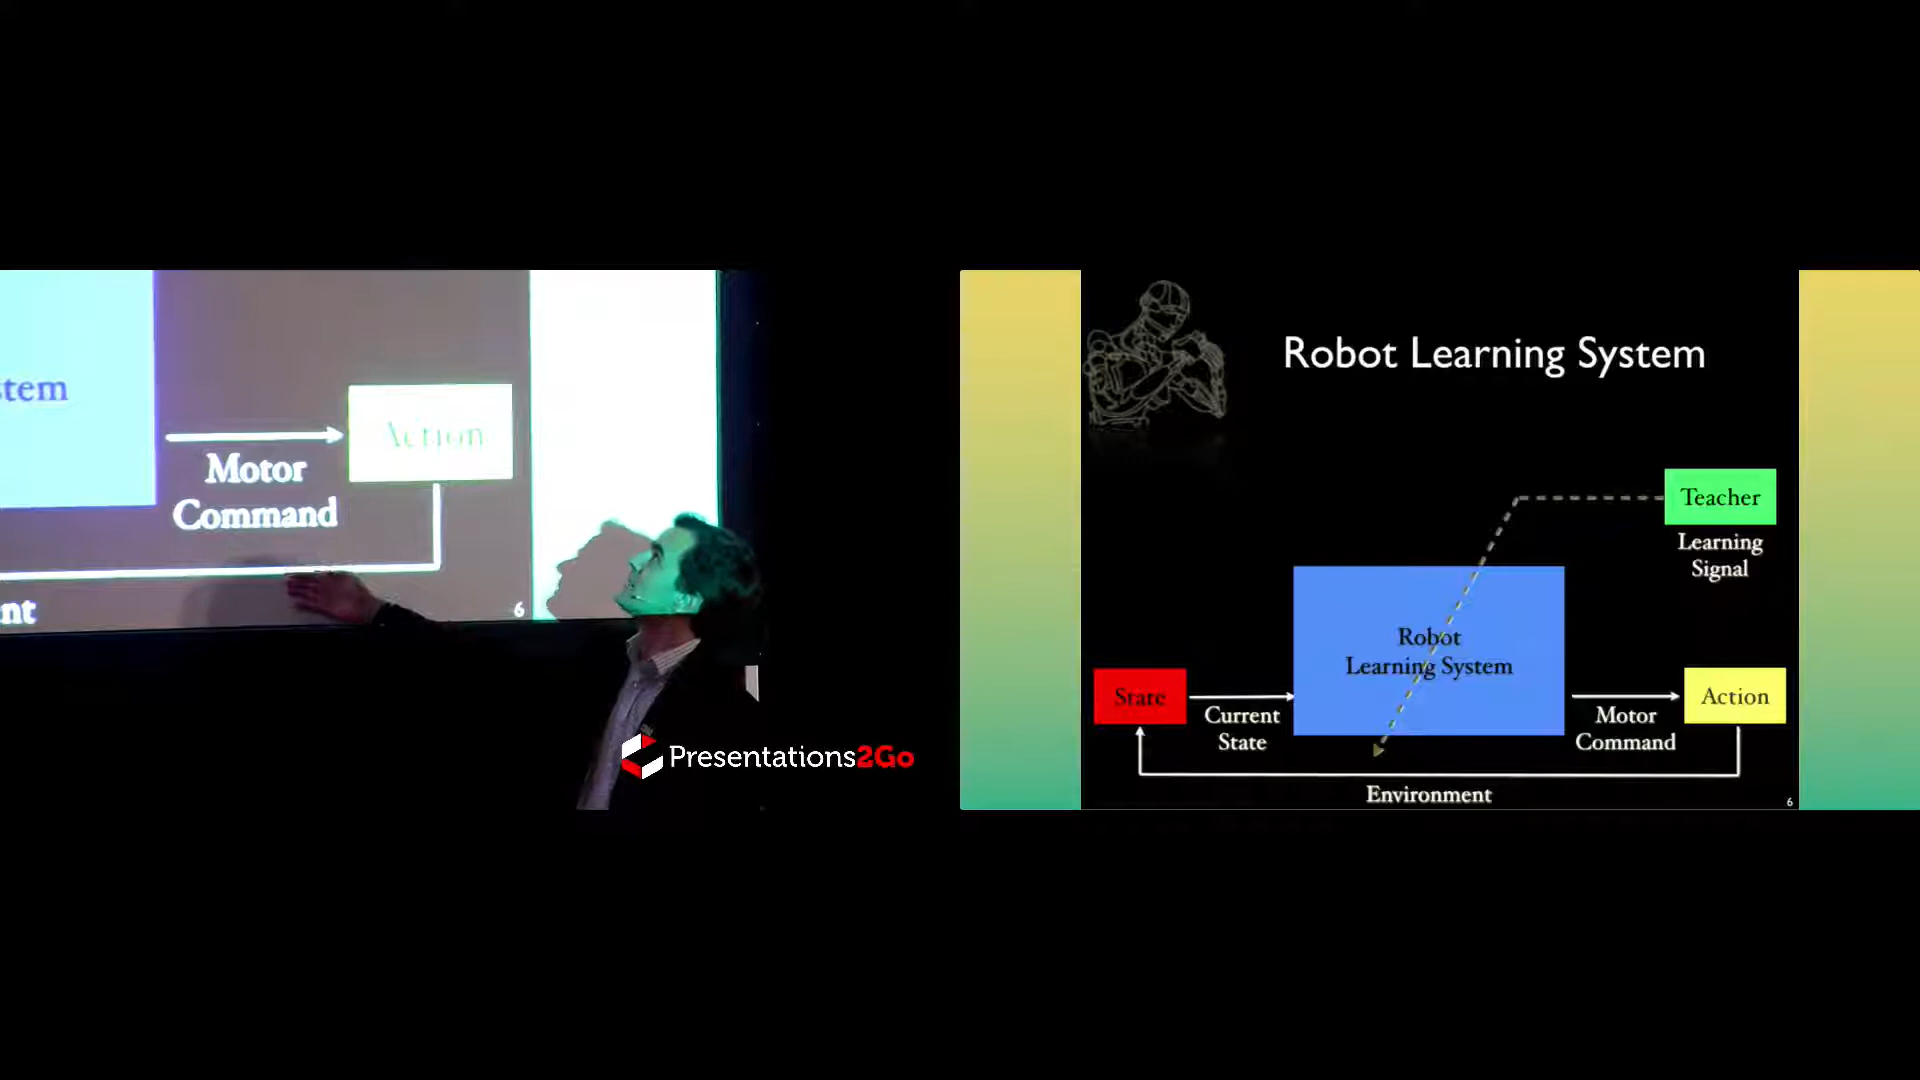 stem
Action
Motor
Command
nt
6
Presentations2Go
Robot Learning System
Teacher
Learning
Signal
Robot
Learning System
State
Current
State
Motor
Command
Action
Environment
6